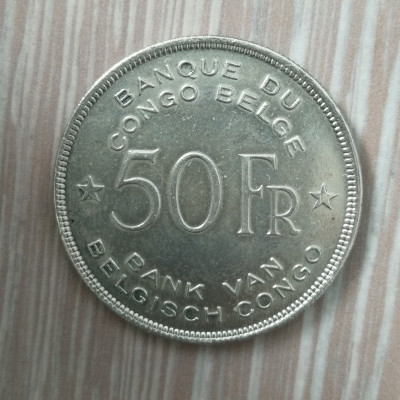 BANQUE DU
CONGO BELGE
50 FR
BANK VAN
BELGISCH CONGO